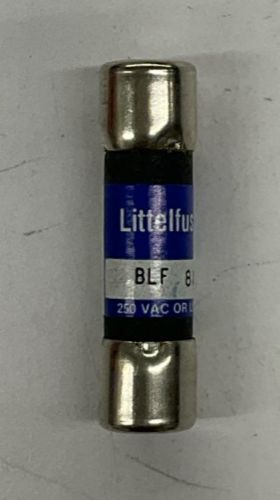 Littelfus
BLF 8
250 VAC OR